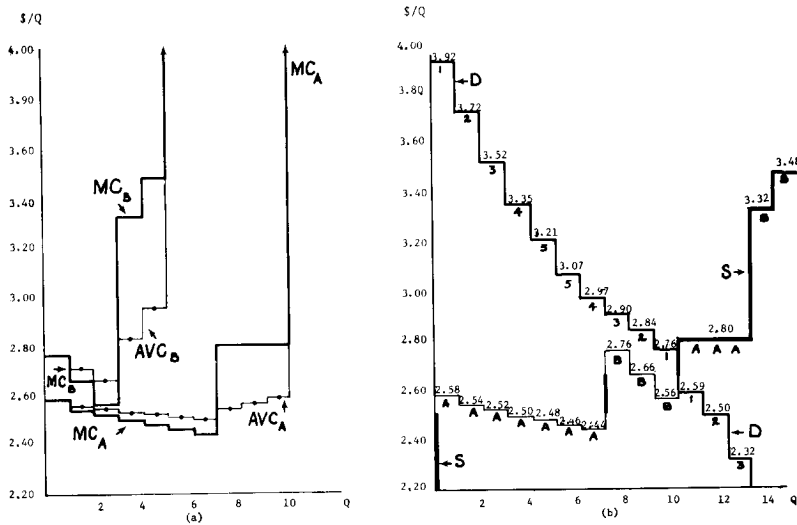 $/Q
4.00
3.90
3.60
3.40
3.20
3.00
2.80
2.60
2.40
2.20
2 4 6 8 10 Q
(a)
MC_A
MC_B
AVC_B
MC_B
MC_A
AVC_A
$/Q
4.00
3.80
3.60
3.40
3.20
3.00
2.80
2.60
2.40
2,20
2 4 6 8 10 12 14 Q
(b)
3.92
1
D
3.72
2
3.52
3
3.35
4
3.21
5
3.07
5
2.97
4
2.90
3
2.84
2
2.76
1
2.59
1
2.50
2
D
2.32
3
S
2.58
A
2.54
A
2.52
A
2.50
A
2.48
A
2.46
A
2.44
A
2.76
B
2.66
B
2.56
B
2.80
A A A
S
3.32
B
3.48
B